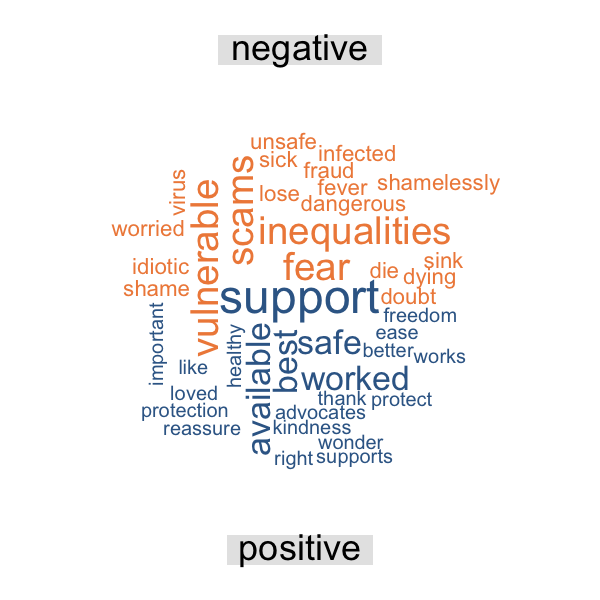 negative
unsafe
sick
infected
fraud
scams
virus
vulnerable
lose
fever
shamelessly
dangerous
worried
inequalities
fear
sink
idiotic
die
dying
shame
doubt
support
freedom
important
healthy
available
best
safe
ease
better
works
like
worked
loved
thank
protect
protection
advocates
reassure
kindness
wonder
right
supports
positive